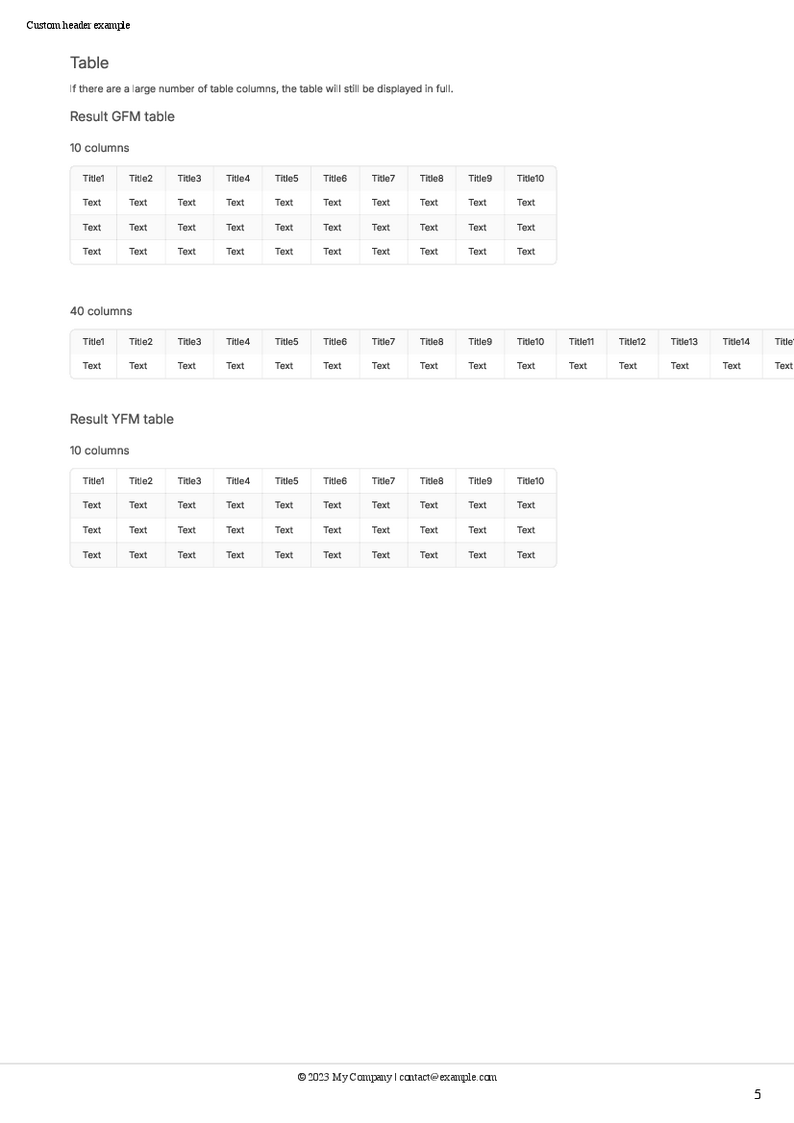 Custom header example
Table
If there are a large number of table columns, the table will still be displayed in full.
Result GFM table
10 columns
Title1 Title2 Title3 Title4 Title5 Title6 Title7 Title8 Title9 Title10
Text Text Text Text Text Text Text Text Text Text
Text Text Text Text Text Text Text Text Text Text
Text Text Text Text Text Text Text Text Text Text
40 columns
Title1 Title2 Title3 Title4 Title5 Title6 Title7 Title8 Title9 Title10 Title11 Title12 Title13 Title14
Text Text Text Text Text Text Text Text Text Text Text Text Text Text Text
Result YFM table
10 columns
Title1 Title2 Title3 Title4 Title5 Title6 Title7 Title8 Title9 Title10
Text Text Text Text Text Text Text Text Text Text
Text Text Text Text Text Text Text Text Text Text
Text Text Text Text Text Text Text Text Text Text
© 2023 My Company | contact@example.com
5